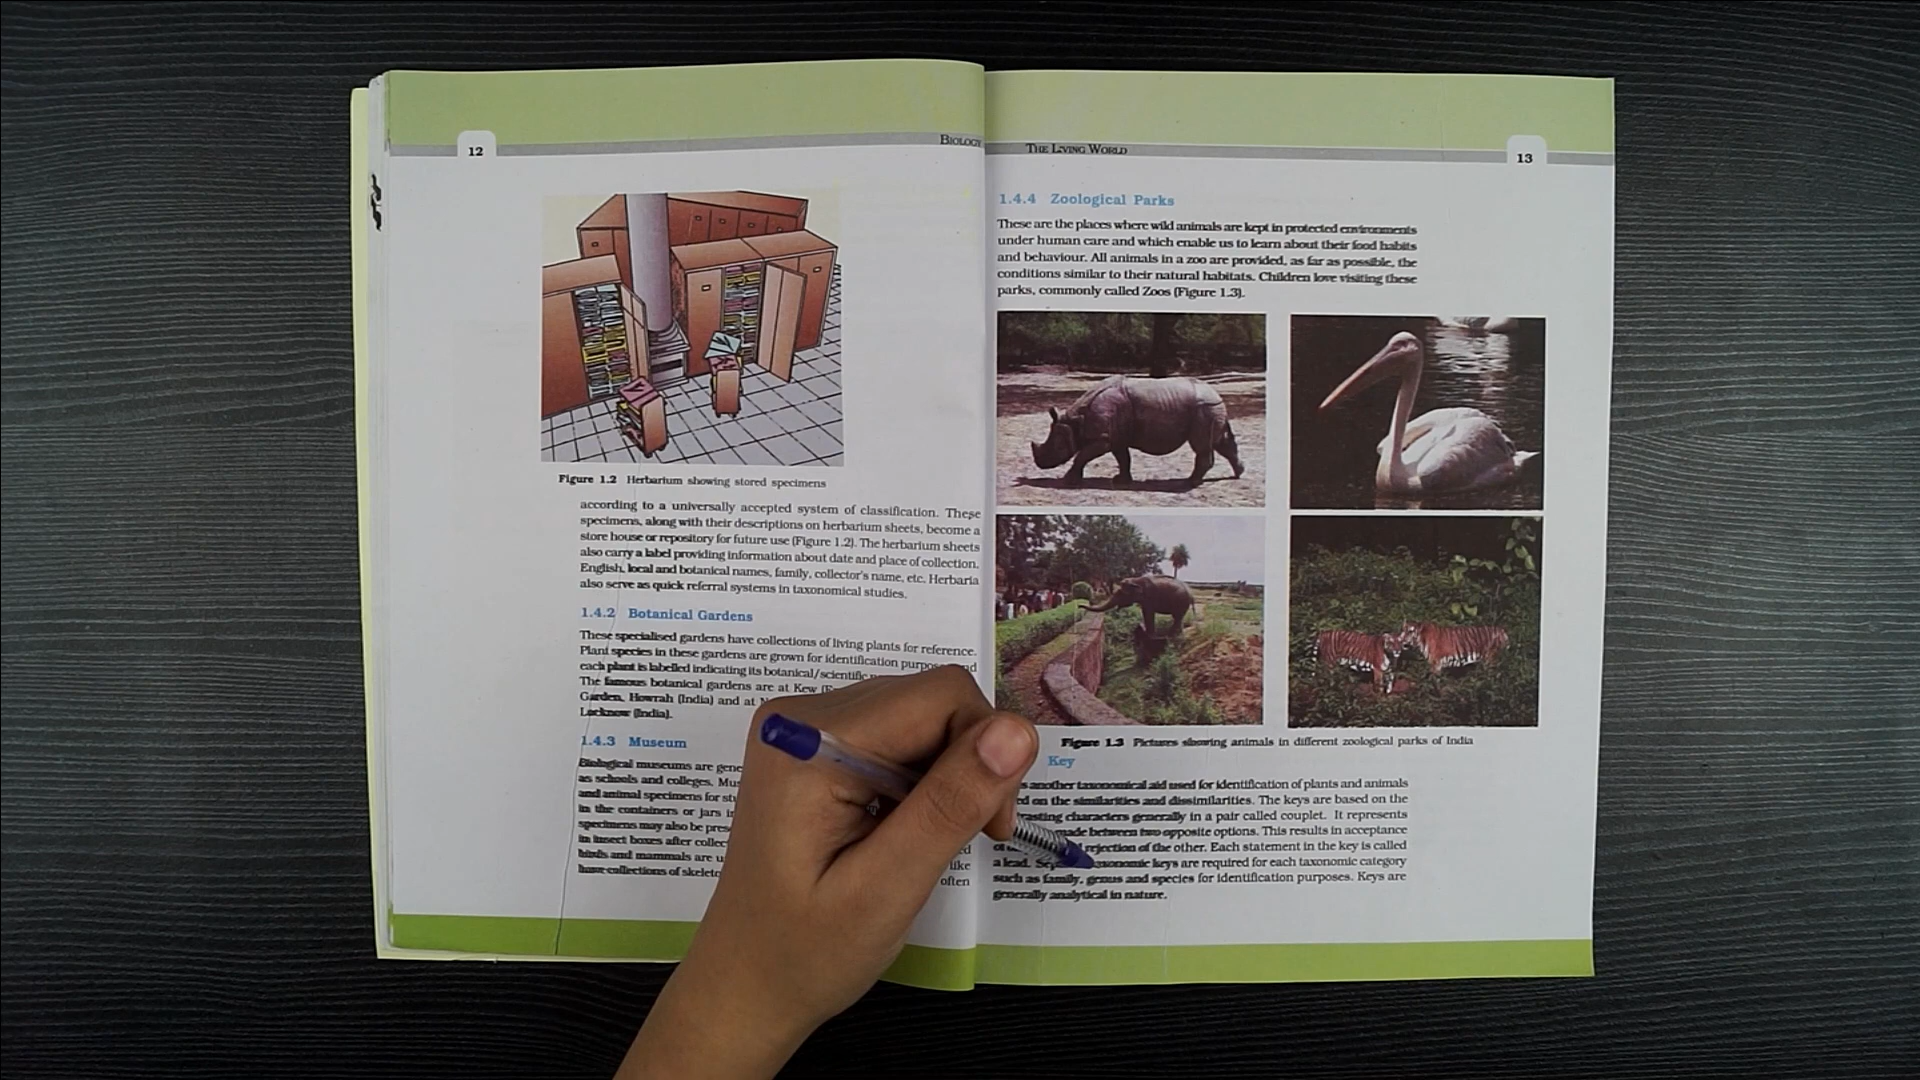 12
BIOLOGY
Figure 1.2 Herbarium showing stored specimens
according to a universally accepted system of classification. These
specimens, along with their descriptions on herbarium sheets, become a
store house or repository for future use (Figure 1.2). The herbarium sheets
also carry a label providing information about date and place of collection,
English, local and botanical names, family, collector's name, etc. Herbaria
also serve as quick referral systems in taxonomical studies.
1.4.2 Botanical Gardens
These specialised gardens have collections of living plants for reference.
Plant species in these gardens are grown for identification
each plant is labelled indicating its botanical/scientific
The famous botanical gardens are at Kew
Garden, Howrah (India) and at
Lucknow (India).
1.4.3 Museum
Biological museums are
as schools and colleges.
and animal specimens for
in the containers or jars
specimens may also be
in insect boxes after
birds and mammals are
have collections of
like
often
THE LIVING WORLD
13
1.4.4 Zoological Parks
These are the places where wild animals are kept in protected environments
under human care and which enable us to learn about their food habits
and behaviour. All animals in a zoo are provided, as far as possible, the
conditions similar to their natural habitats. Children love visiting these
parks, commonly called Zoos (Figure 1.3).
Figure 1.3 Pictures showing animals in different zoological parks of India
Key
another taxonomical aid used for identification of plants and animals
on the similarities and dissimilarities. The keys are based on the
characters generally in a pair called couplet. It represents
made between two opposite options. This results in acceptance
rejection of the other. Each statement in the key is called
a lead. keys are required for each taxonomic category
such as family, genus and species for identification purposes. Keys are
generally analytical in nature.